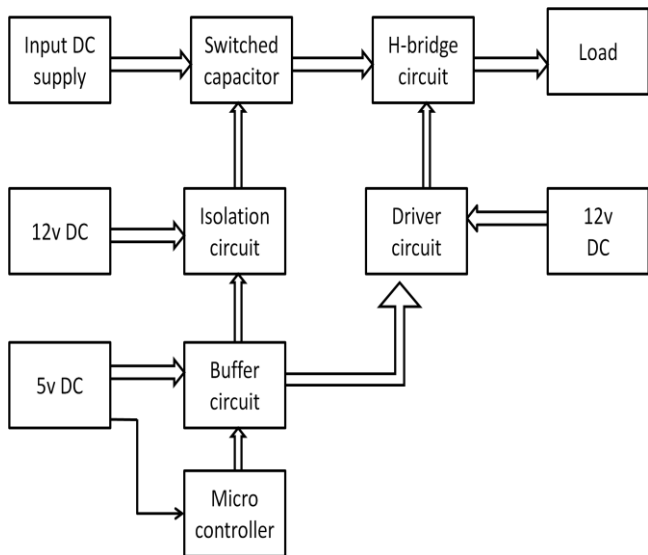 Input DC
supply
Switched
capacitor
H-bridge
circuit
Load
12v DC
Isolation
circuit
Driver
circuit
12v
DC
5v DC
Buffer
circuit
Micro
controller